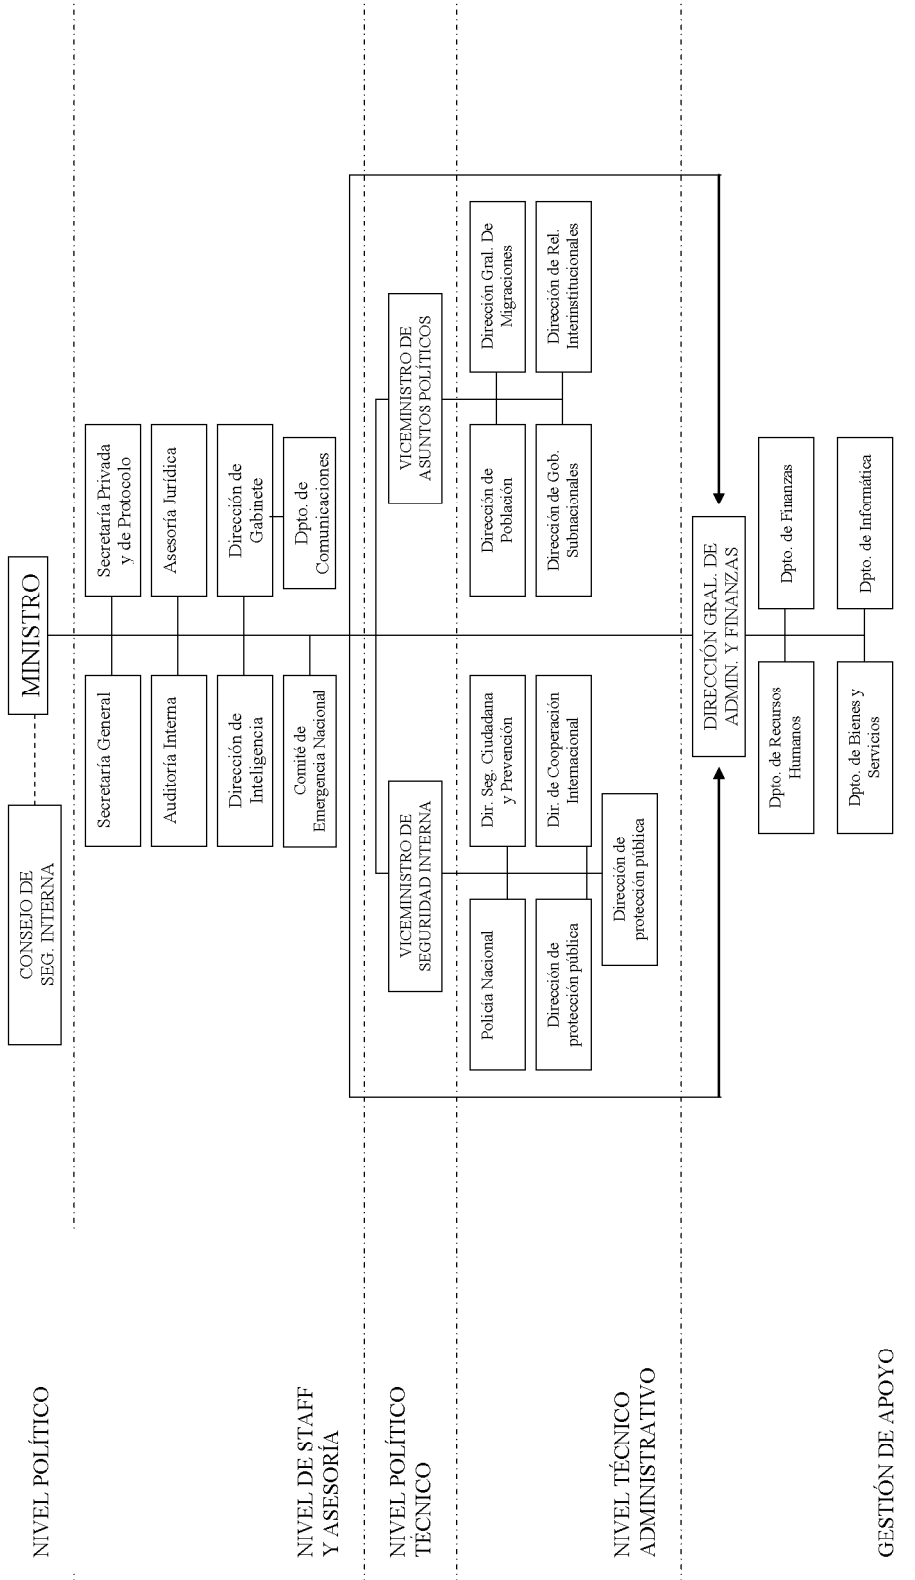 NIVEL POLÍTICO
CONSEJO DE
SEG. INTERNA
MINISTRO
NIVEL DE STAFF
Y ASESORÍA
Secretaría General
Secretaría Privada
y de Protocolo
Auditoría Interna
Asesoría Jurídica
Dirección de
Inteligencia
Dirección de
Gabinete
Comité de
Emergencia Nacional
Dpto. de
Comunicaciones
NIVEL POLÍTICO
TÉCNICO
VICEMINISTRO DE
SEGURIDAD INTERNA
VICEMINISTRO DE
ASUNTOS POLÍTICOS
NIVEL TÉCNICO
ADMINISTRATIVO
Policía Nacional
Dir. Seg. Ciudadana
y Prevención
Dirección de
Población
Dirección Gral. De
Migraciones
Dirección de
protección pública
Dir. de Cooperación
Internacional
Dirección de Gob.
Subnacionales
Dirección de Rel.
Interinstitucionales
Dirección de
protección pública
DIRECCIÓN GRAL. DE
ADMIN. Y FINANZAS
GESTIÓN DE APOYO
Dpto. de Recursos
Humanos
Dpto. de Finanzas
Dpto. de Bienes y
Servicios
Dpto. de Informática